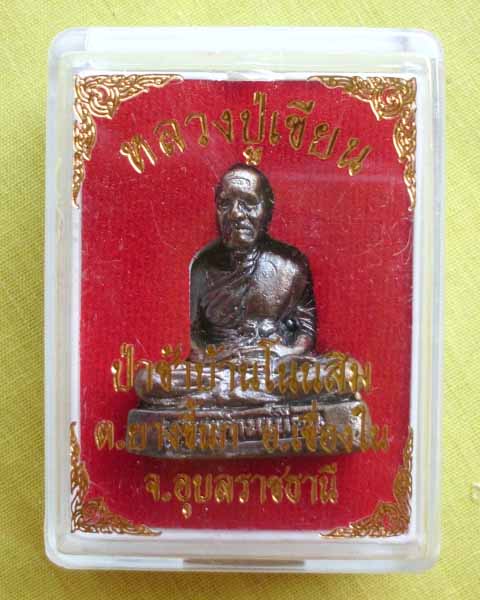 หลวงปู่เขียน
ป่าช้าบ้านโนนสิม
ต.ยางขี้นก อ.เขื่องใน
จ.อุบลราชธานี